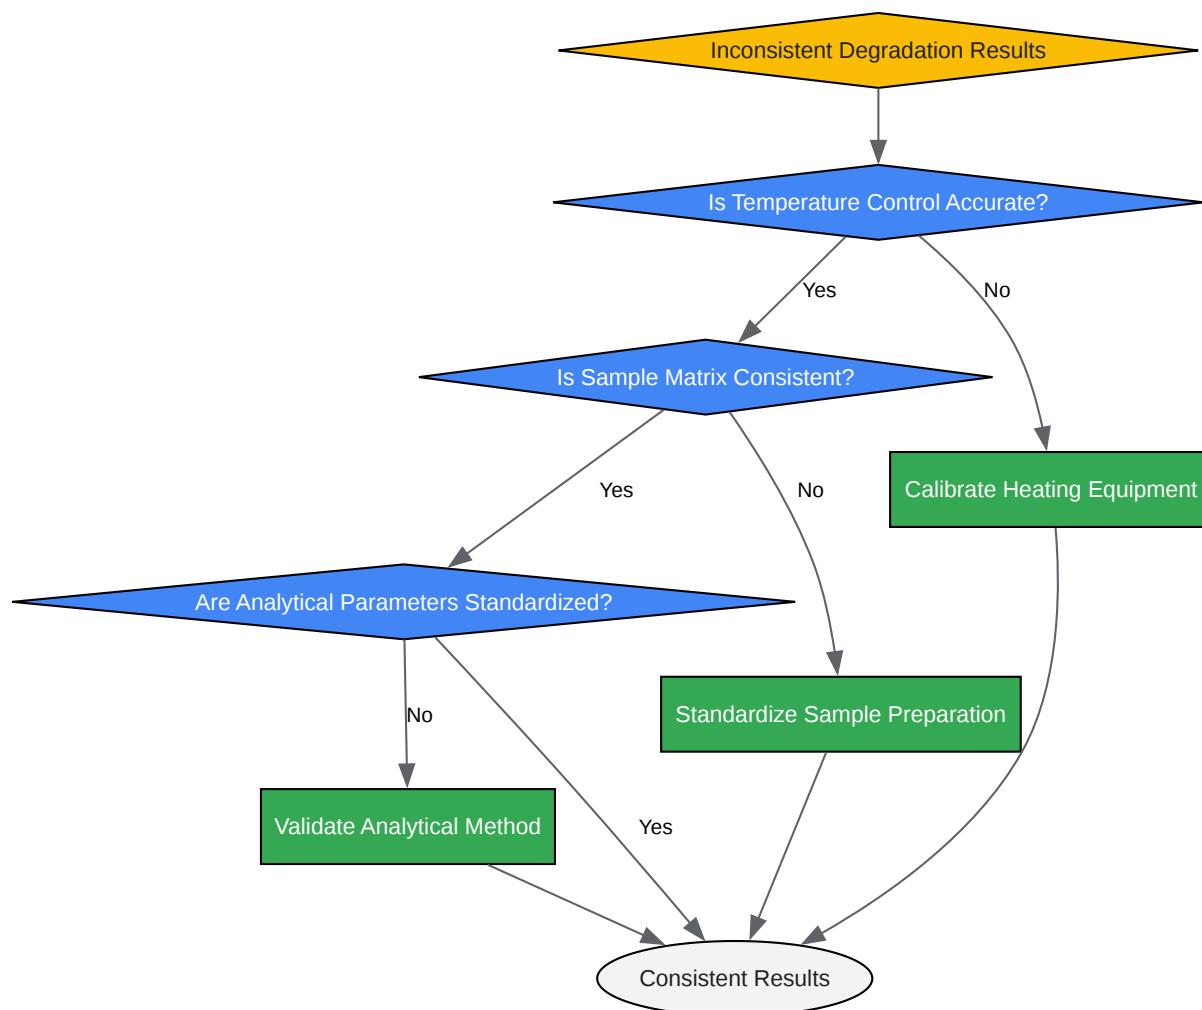 Inconsistent Degradation Results
Is Temperature Control Accurate?
Yes
No
Is Sample Matrix Consistent?
Yes
No
Calibrate Heating Equipment
Are Analytical Parameters Standardized?
No
Standardize Sample Preparation
Validate Analytical Method
Yes
Consistent Results